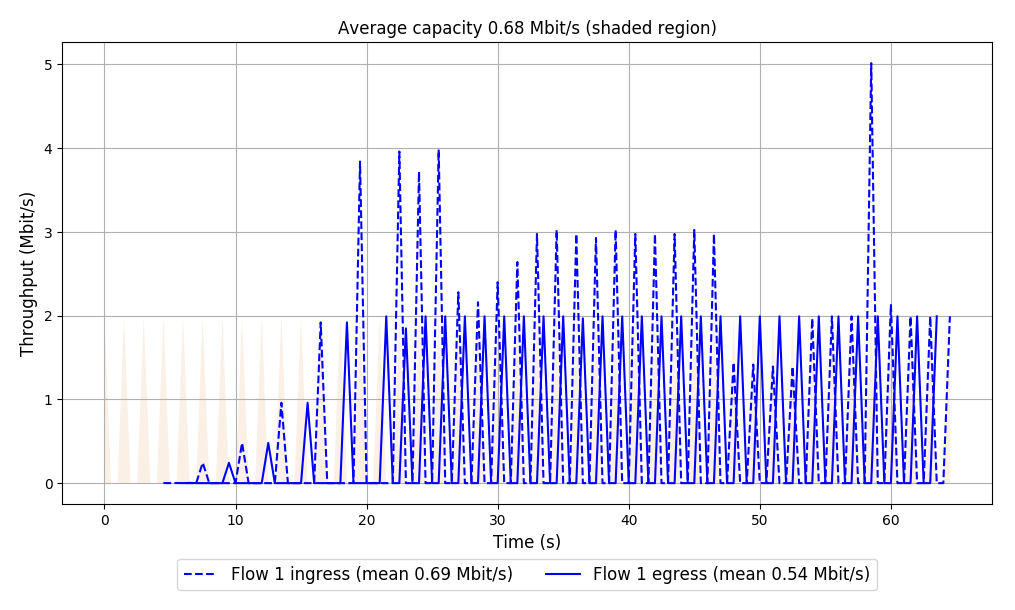 Average capacity 0.68 Mbit/s (shaded region)
5
4
3
2
1
0
Throughput (Mbit/s)
0 10 20 30 40 50 60
Time (s)
Flow 1 ingress (mean 0.69 Mbit/s) Flow 1 egress (mean 0.54 Mbit/s)